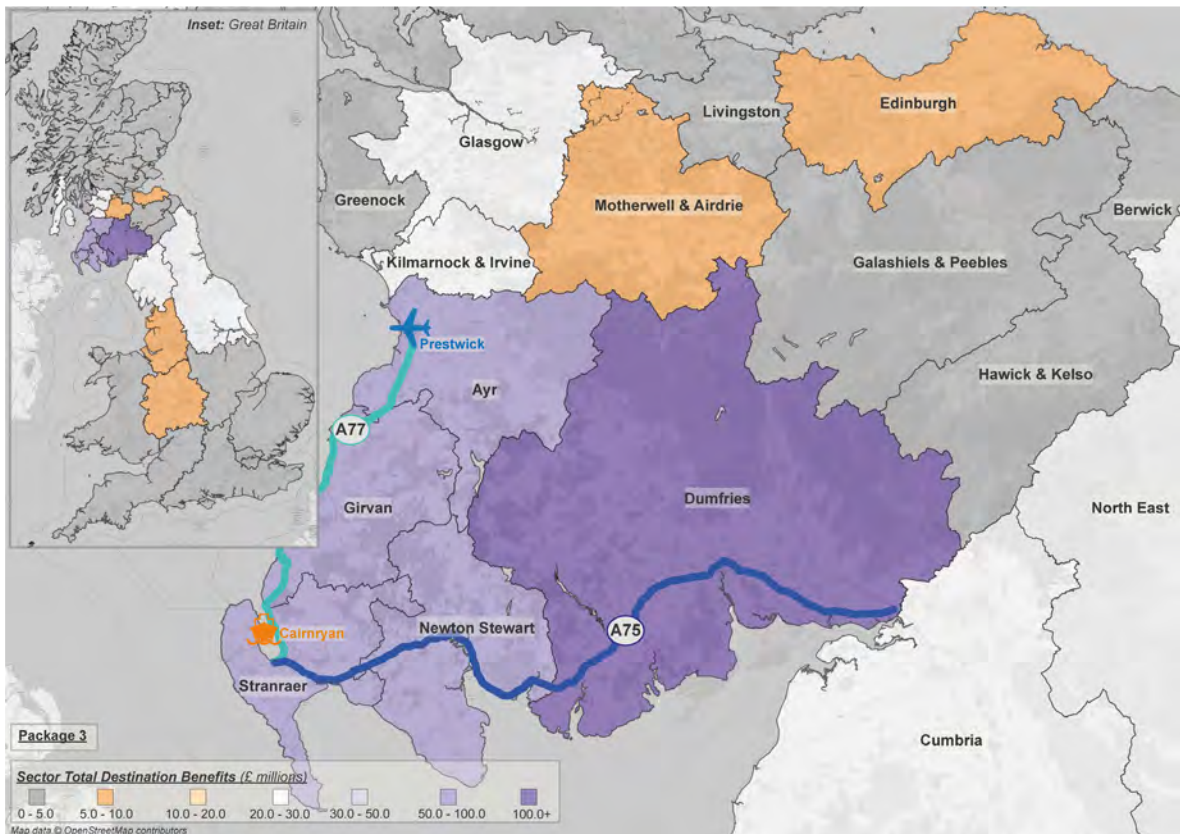 Inset: Great Britain
Edinburgh
Livingston
Glasgow
Greenock
Motherwell & Airdrie
Berwick
Kilmarnock & Irvine
Galashiels & Peebles
Prestwick
Hawick & Kelso
Ayr
A77
Dumfries
Girvan
North East
Cairnryan
Newton Stewart
A75
Stranraer
Package 3
Cumbria
Sector Total Destination Benefits (£ millions)
0 - 5.0 5.0 - 10.0 10.0 - 20.0 20.0 - 30.0 30.0 - 50.0 50.0 - 100.0 100.0+
Map data © OpenStreetMap contributors